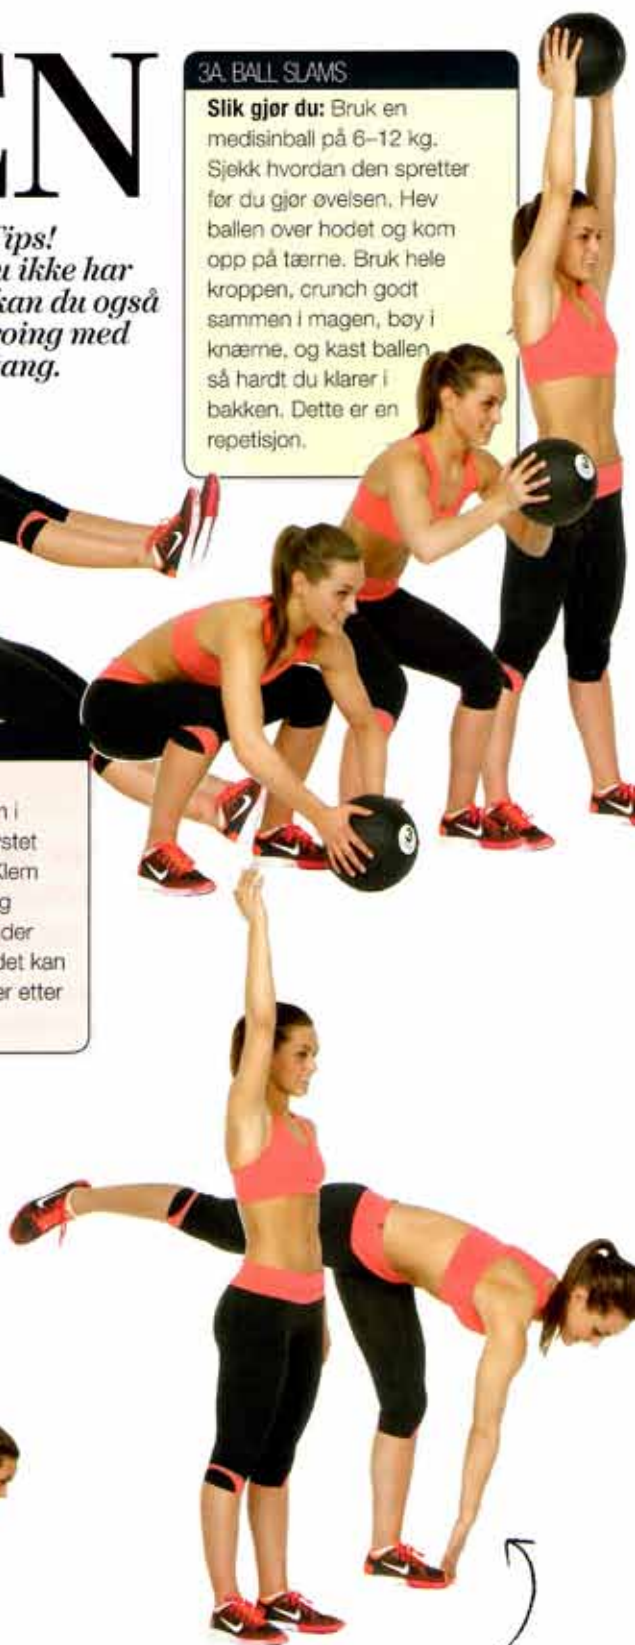 EN
Tips!
u ikke har
kan du også
roing med
ang.
3A. BALL SLAMS
Slik gjør du: Bruk en
medisinball på 6–12 kg.
Sjekk hvordan den spretter
før du gjør øvelsen. Hev
ballen over hodet og kom
opp på tærne. Bruk hele
kroppen, crunch godt
sammen i magen, bøy i
knærne, og kast ballen
så hardt du klarer i
bakken. Dette er en
repetisjon.
i
Klem
g
der
det kan
er etter